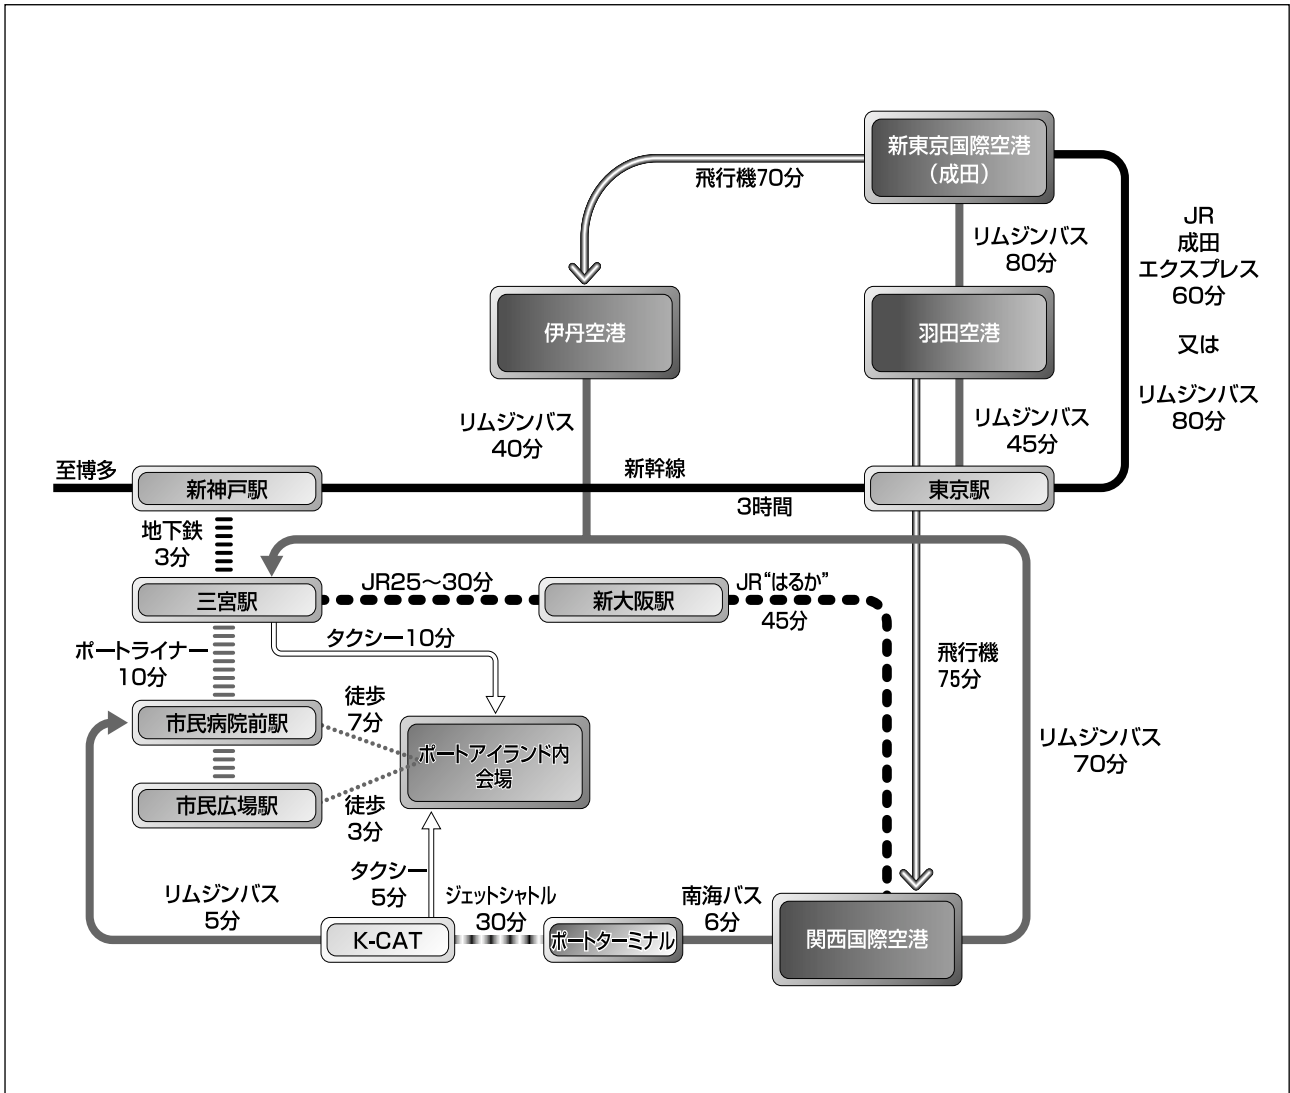 新東京国際空港
（成田）
飛行機70分
リムジンバス
80分
JR
成田
エクスプレス
60分
又は
リムジンバス
80分
伊丹空港
羽田空港
リムジンバス
40分
リムジンバス
45分
至博多
新神戸駅
新幹線
3時間
東京駅
地下鉄
3分
三宮駅
JR25～30分
新大阪駅
JR“はるか”
45分
タクシー10分
ポートライナー
10分
飛行機
75分
徒歩
7分
市民病院前駅
ポートアイランド内
会場
リムジンバス
70分
市民広場駅
徒歩
3分
タクシー
5分
リムジンバス
5分
ジェットシャトル
30分
南海バス
6分
K-CAT
ポートターミナル
関西国際空港